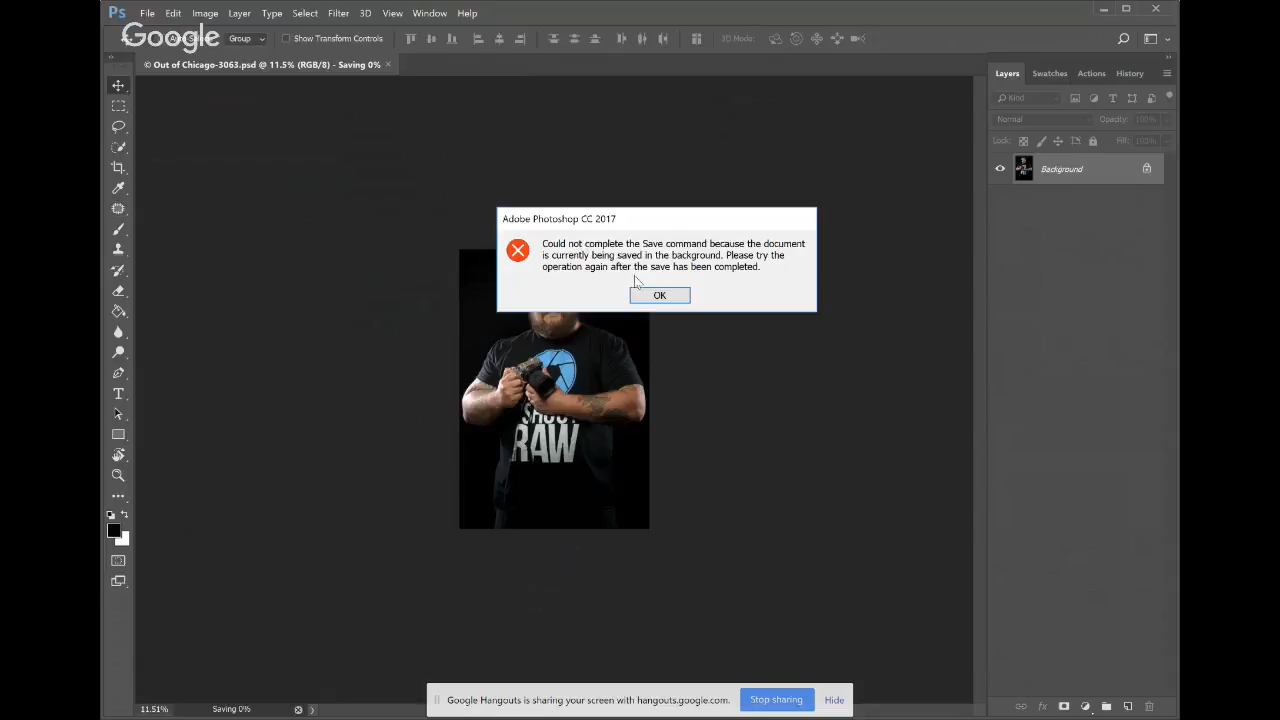 Ps File Edit Image Layer Type Select Filter 3D View Window Help
Google
Group Show Transform Controls 3D Mode:
© Out of Chicago-3063.psd @ 11.5% (RGB/8) - Saving 0% ×
Layers Swatches Actions History
Kind
Normal Opacity: 100%
Lock: Fill: 100%
Background
Adobe Photoshop CC 2017
Could not complete the Save command because the document
is currently being saved in the background. Please try the
operation again after the save has been completed.
OK
SHOOT
RAW
Google Hangouts is sharing your screen with hangouts.google.com. Stop sharing Hide
11.51% Saving 0%